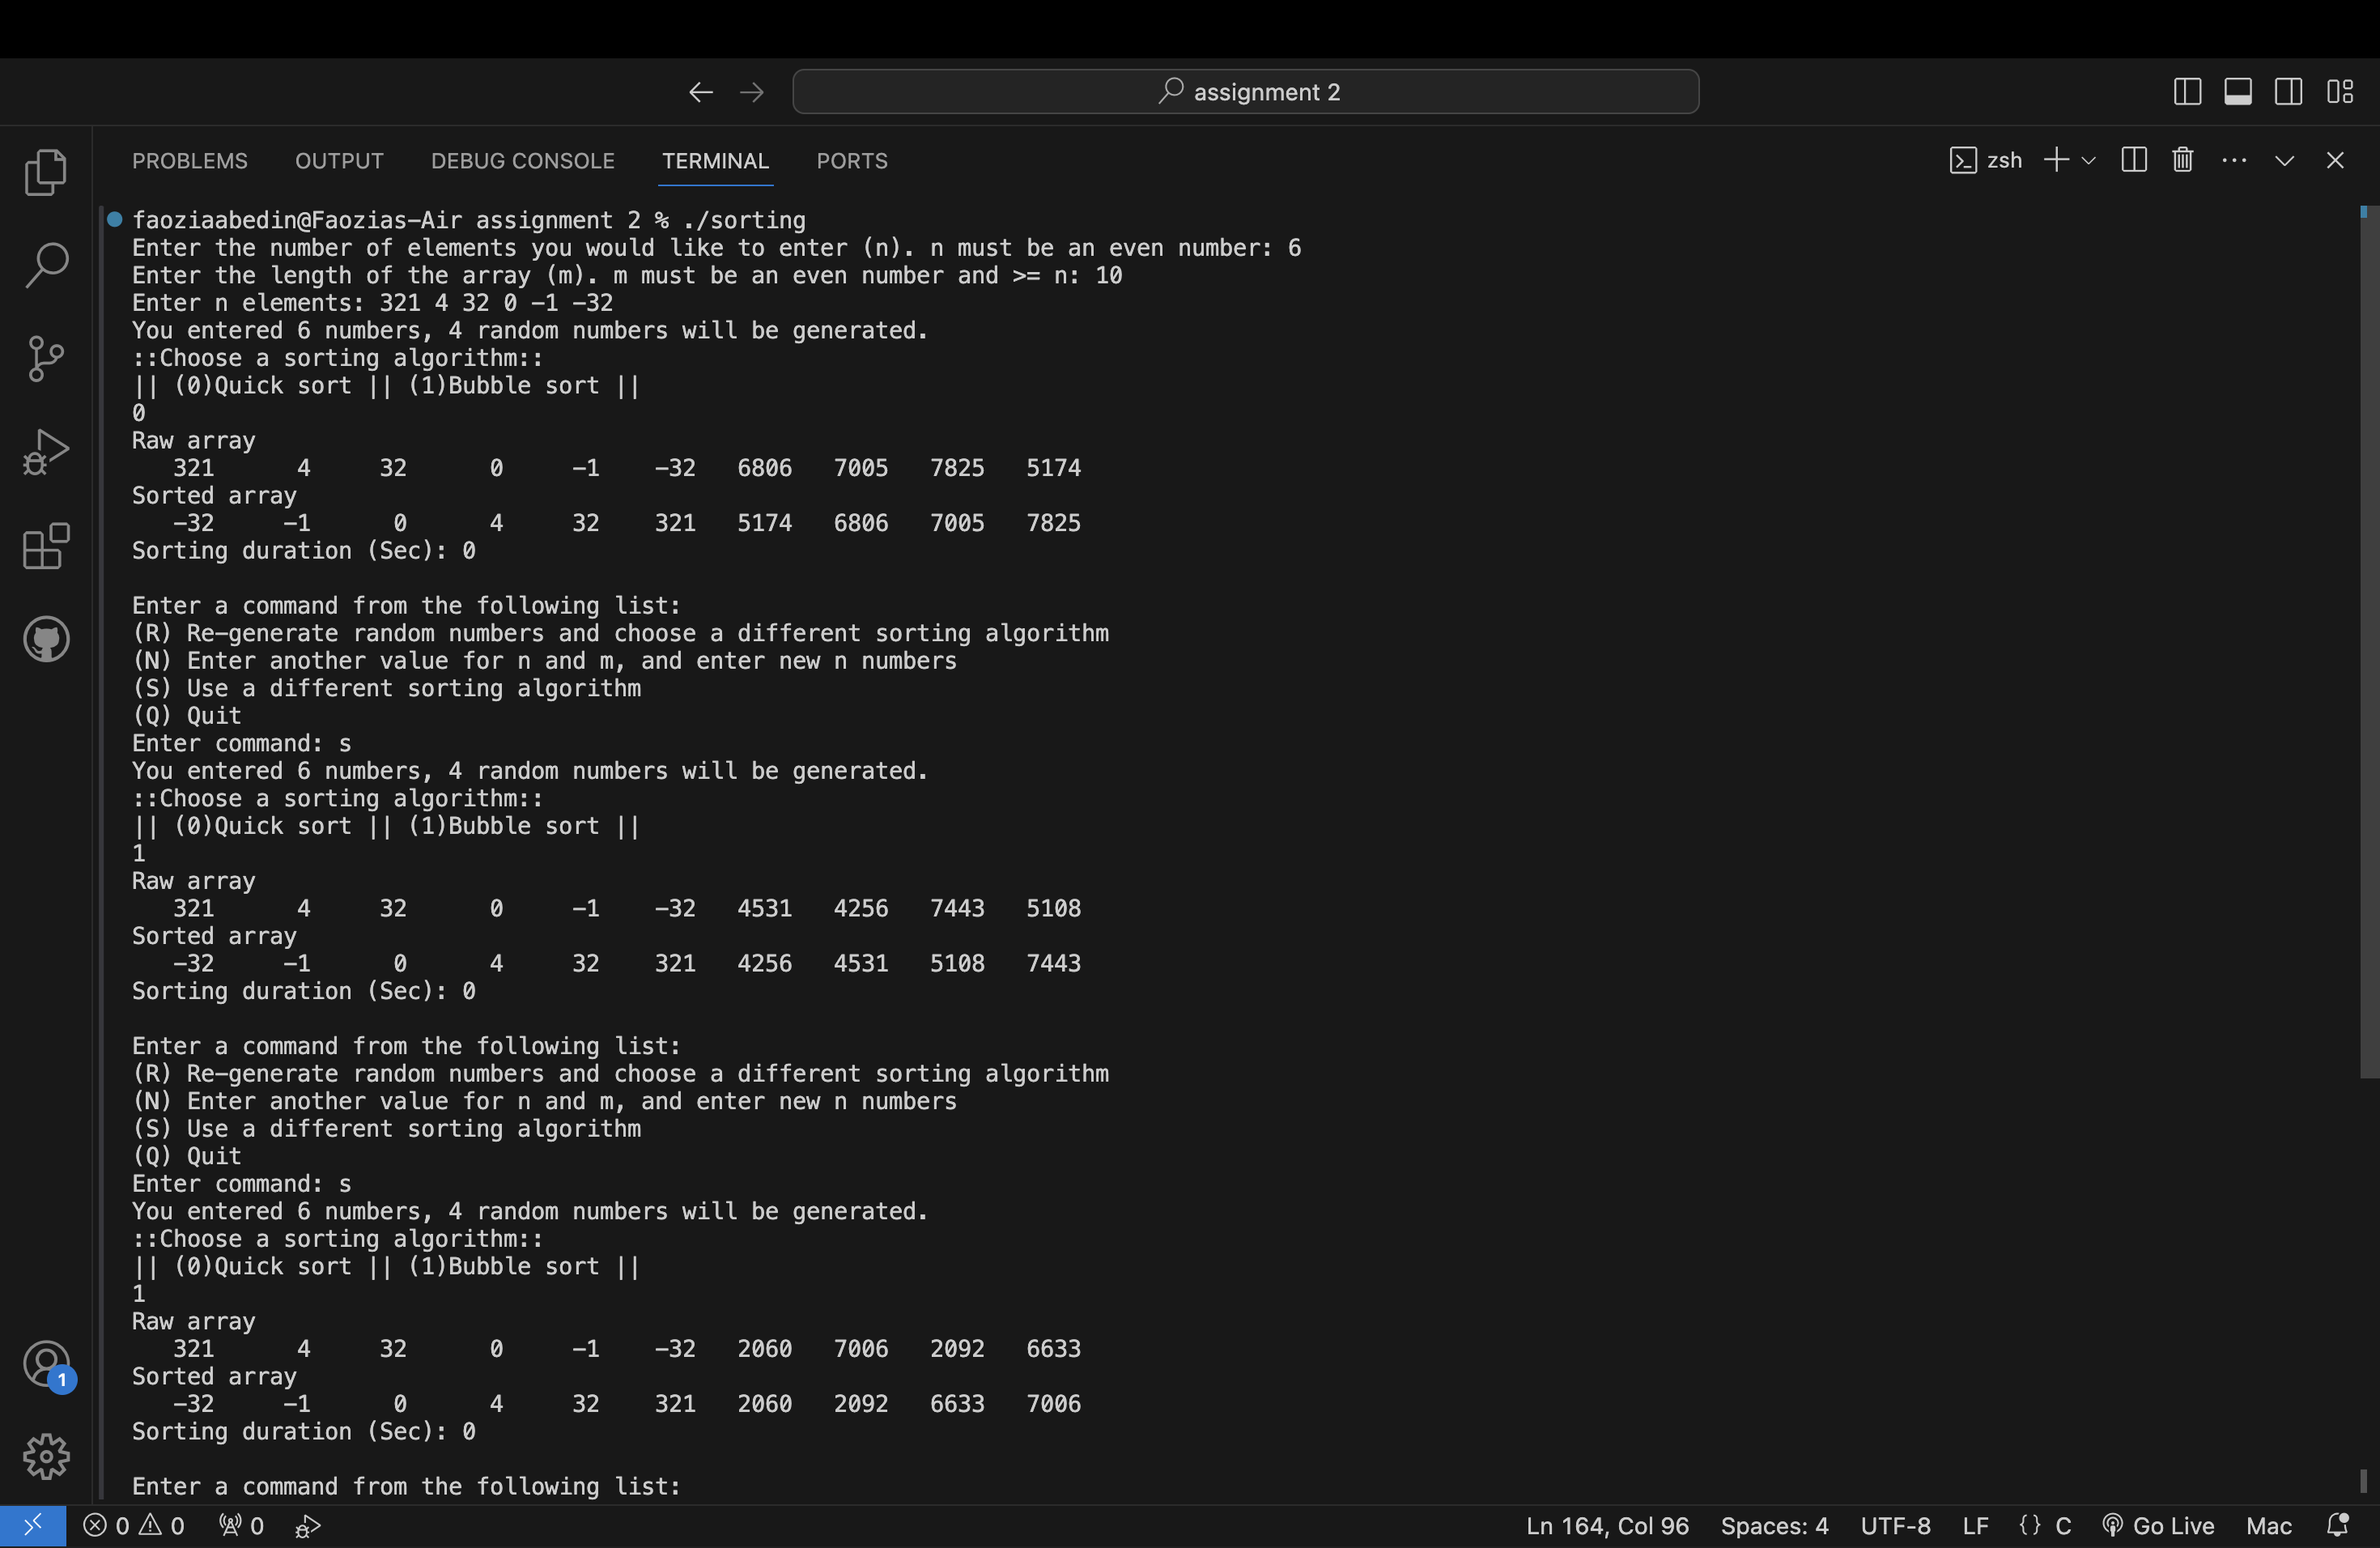 assignment 2
PROBLEMS OUTPUT DEBUG CONSOLE TERMINAL PORTS zsh
faoziaabedin@Faozias-Air assignment 2 % ./sorting
Enter the number of elements you would like to enter (n). n must be an even number: 6
Enter the length of the array (m). m must be an even number and >= n: 10
Enter n elements: 321 4 32 0 -1 -32
You entered 6 numbers, 4 random numbers will be generated.
::Choose a sorting algorithm::
|| (0)Quick sort || (1)Bubble sort ||
0
Raw array
321 4 32 0 -1 -32 6806 7005 7825 5174
Sorted array
-32 -1 0 4 32 321 5174 6806 7005 7825
Sorting duration (Sec): 0
Enter a command from the following list:
(R) Re-generate random numbers and choose a different sorting algorithm
(N) Enter another value for n and m, and enter new n numbers
(S) Use a different sorting algorithm
(Q) Quit
Enter command: s
You entered 6 numbers, 4 random numbers will be generated.
::Choose a sorting algorithm::
|| (0)Quick sort || (1)Bubble sort ||
1
Raw array
321 4 32 0 -1 -32 4531 4256 7443 5108
Sorted array
-32 -1 0 4 32 321 4256 4531 5108 7443
Sorting duration (Sec): 0
Enter a command from the following list:
(R) Re-generate random numbers and choose a different sorting algorithm
(N) Enter another value for n and m, and enter new n numbers
(S) Use a different sorting algorithm
(Q) Quit
Enter command: s
You entered 6 numbers, 4 random numbers will be generated.
::Choose a sorting algorithm::
|| (0)Quick sort || (1)Bubble sort ||
1
Raw array
321 4 32 0 -1 -32 2060 7006 2092 6633
Sorted array
-32 -1 0 4 32 321 2060 2092 6633 7006
Sorting duration (Sec): 0
Enter a command from the following list:
1
0 0 0 Ln 164, Col 96 Spaces: 4 UTF-8 LF {} C Go Live Mac